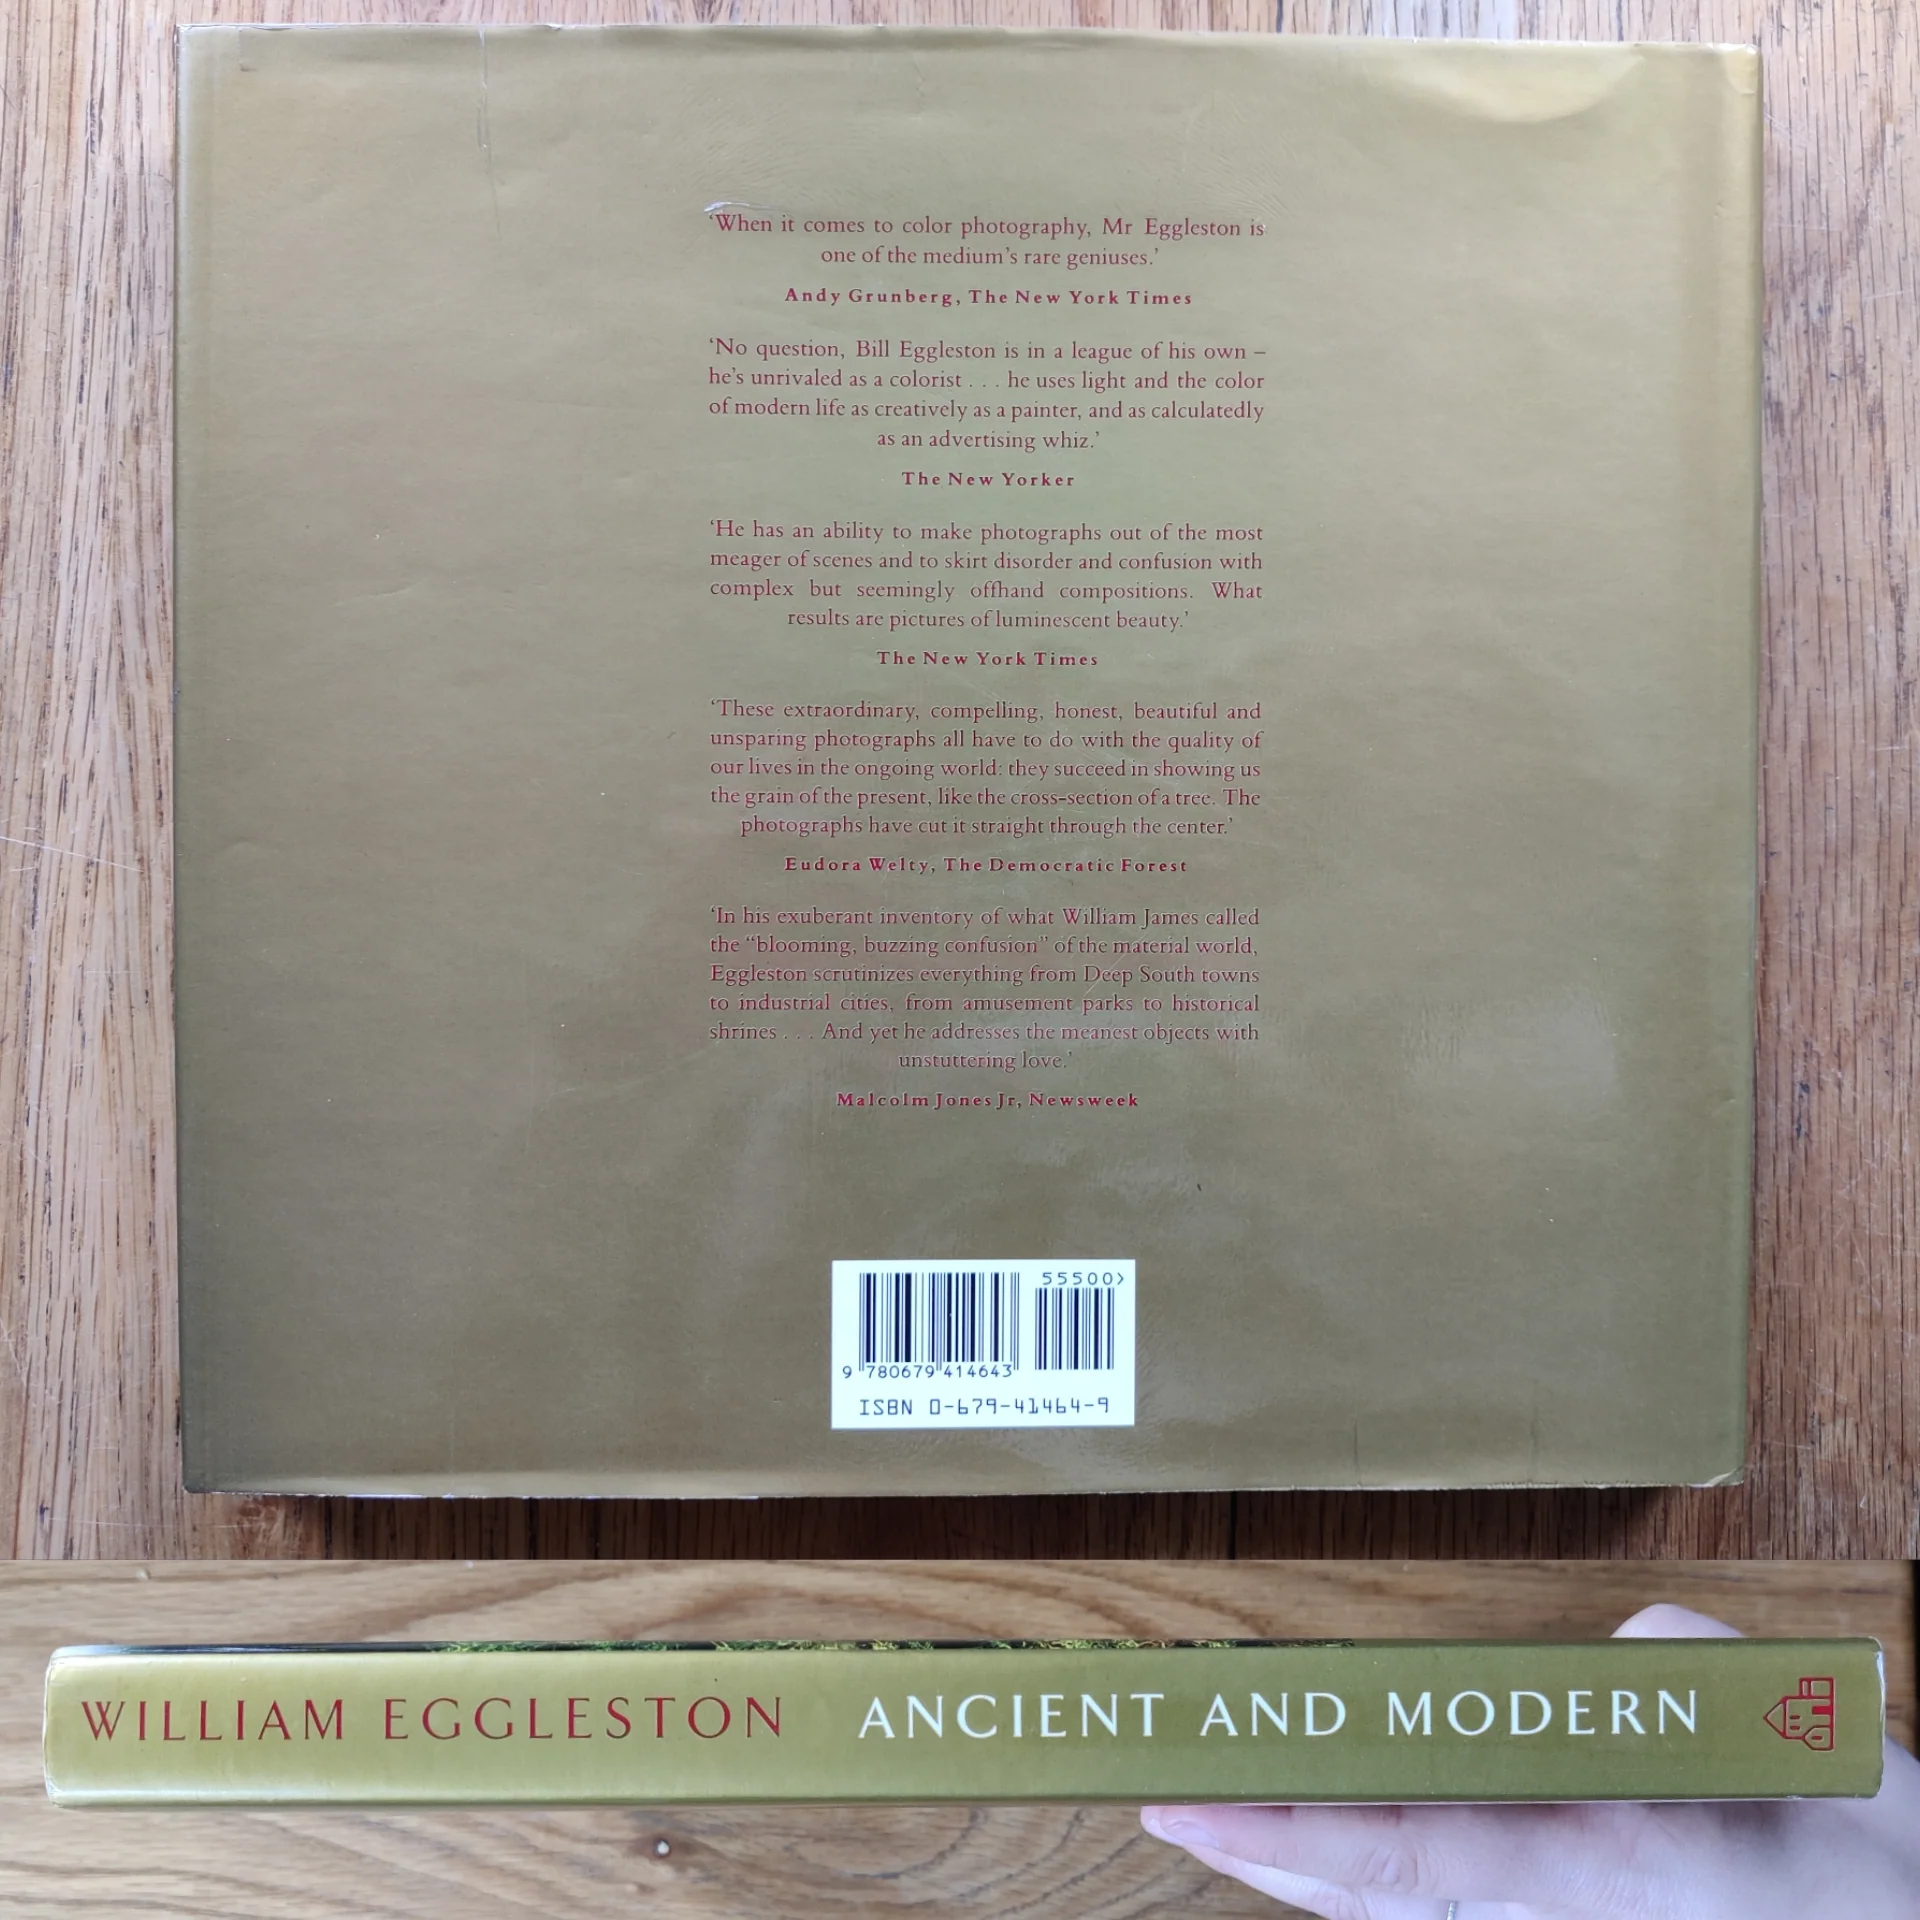 ‘When it comes to color photography, Mr Eggleston is
one of the medium’s rare geniuses.’
Andy Grunberg, The New York Times
‘No question, Bill Eggleston is in a league of his own –
he’s unrivaled as a colorist . . . he uses light and the color
of modern life as creatively as a painter, and as calculatedly
as an advertising whiz.’
The New Yorker
‘He has an ability to make photographs out of the most
meager of scenes and to skirt disorder and confusion with
complex but seemingly offhand compositions. What
results are pictures of luminescent beauty.’
The New York Times
‘These extraordinary, compelling, honest, beautiful and
unsparing photographs all have to do with the quality of
our lives in the ongoing world: they succeed in showing us
the grain of the present, like the cross-section of a tree. The
photographs have cut it straight through the center.’
Eudora Welty, The Democratic Forest
‘In his exuberant inventory of what William James called
the “blooming, buzzing confusion” of the material world,
Eggleston scrutinizes everything from Deep South towns
to industrial cities, from amusement parks to historical
shrines . . . And yet he addresses the meanest objects with
unstuttering love.’
Malcolm Jones Jr, Newsweek
55500>
9 780679 414643
ISBN 0-679-41464-9
WILLIAM EGGLESTON ANCIENT AND MODERN